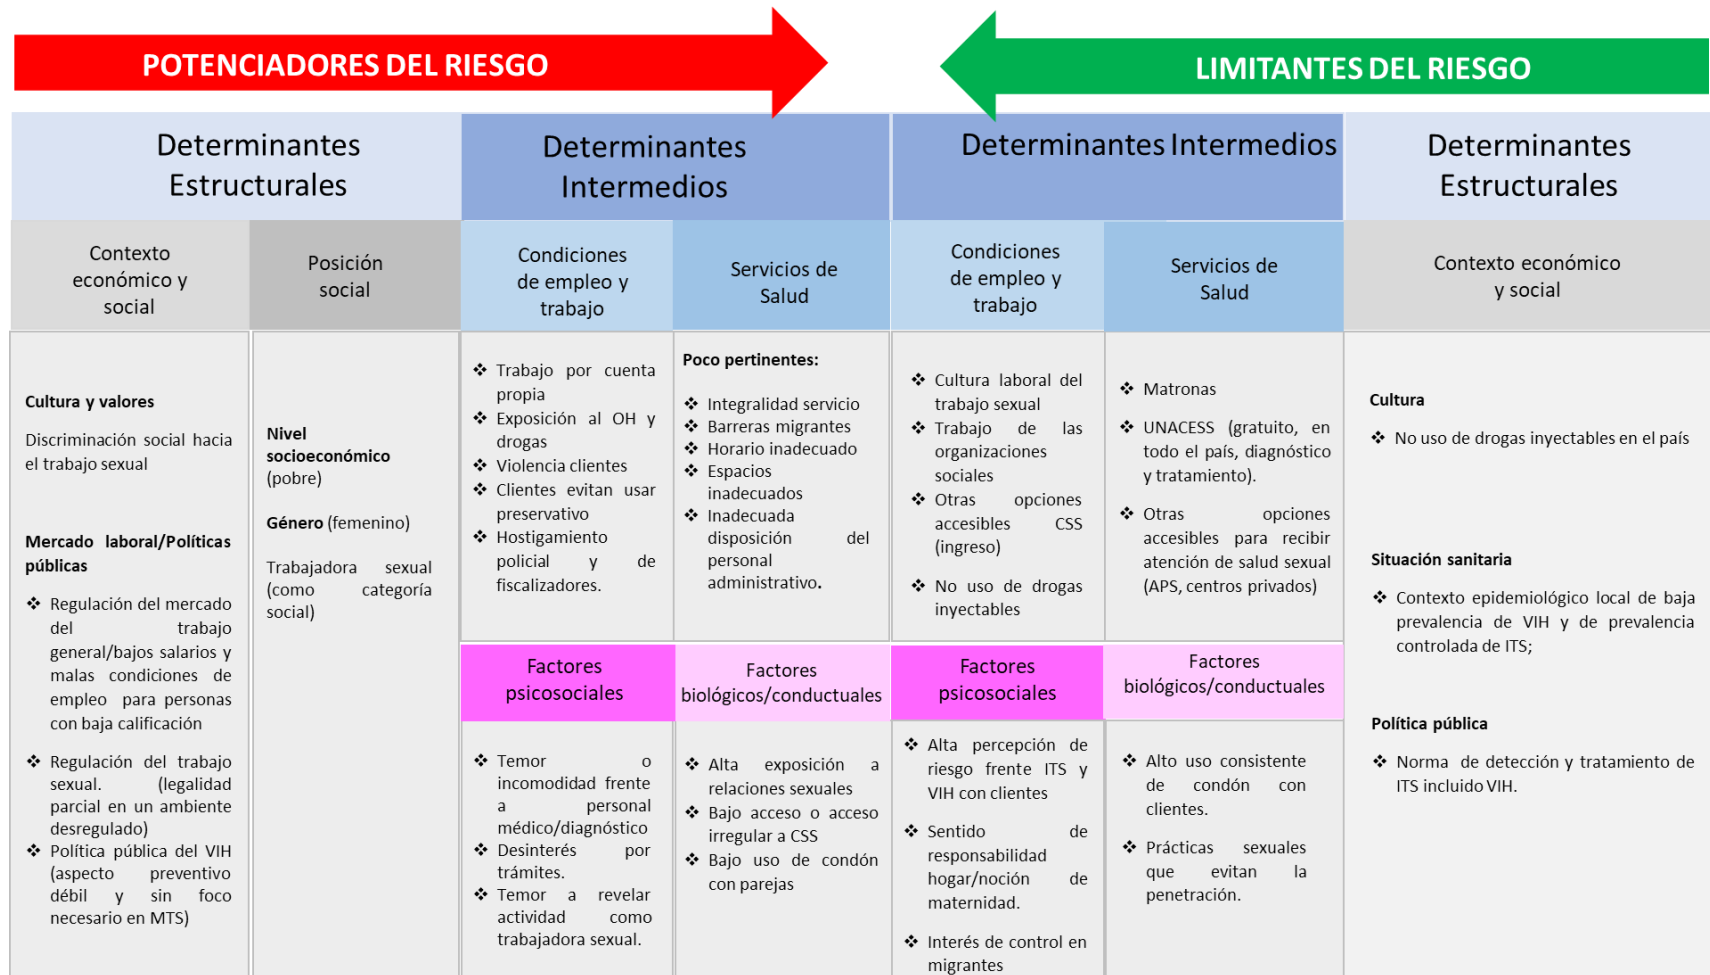 POTENCIADORES DEL RIESGO
LIMITANTES DEL RIESGO
Determinantes
Estructurales
Determinantes
Intermedios
Determinantes Intermedios
Determinantes
Estructurales
Contexto
económico y
social
Posición
social
Condiciones
de empleo y
trabajo
Servicios de
Salud
Condiciones
de empleo y
trabajo
Servicios de
Salud
Contexto económico
y social
Cultura y valores
Discriminación social hacia
el trabajo sexual
Mercado laboral/Políticas
públicas
❖ Regulación del mercado
del trabajo
general/bajos salarios y
malas condiciones de
empleo para personas
con baja calificación
❖ Regulación del trabajo
sexual. (legalidad
parcial en un ambiente
desregulado)
❖ Política pública del VIH
(aspecto preventivo
débil y sin foco
necesario en MTS)
Nivel
socioeconómico
(pobre)
Género (femenino)
Trabajadora sexual
(como categoría
social)
❖ Trabajo por cuenta
propia
❖ Exposición al OH y
drogas
❖ Violencia clientes
❖ Clientes evitan usar
preservativo
❖ Hostigamiento
policial y de
fiscalizadores.
Poco pertinentes:
❖ Integralidad servicio
❖ Barreras migrantes
❖ Horario inadecuado
❖ Espacios
inadecuados
❖ Inadecuada
disposición del
personal
administrativo.
❖ Cultura laboral del
trabajo sexual
❖ Trabajo de las
organizaciones
sociales
❖ Otras opciones
accesibles CSS
(ingreso)
❖ No uso de drogas
inyectables
❖ Matronas
❖ UNACESS (gratuito, en
todo el país, diagnóstico
y tratamiento).
❖ Otras opciones
accesibles para recibir
atención de salud sexual
(APS, centros privados)
Cultura
❖ No uso de drogas inyectables en el país
Situación sanitaria
❖ Contexto epidemiológico local de baja
prevalencia de VIH y de prevalencia
controlada de ITS;
Política pública
❖ Norma de detección y tratamiento de
ITS incluido VIH.
Factores
psicosociales
Factores
biológicos/conductuales
Factores
psicosociales
Factores
biológicos/conductuales
❖ Temor o
incomodidad frente
a personal
médico/diagnóstico
❖ Desinterés por
trámites.
❖ Temor a revelar
actividad como
trabajadora sexual.
❖ Alta exposición a
relaciones sexuales
❖ Bajo acceso o acceso
irregular a CSS
❖ Bajo uso de condón
con parejas
❖ Alta percepción de
riesgo frente ITS y
VIH con clientes
❖ Sentido de
responsabilidad
hogar/noción de
maternidad.
❖ Interés de control en
migrantes
❖ Alto uso consistente
de condón con
clientes.
❖ Prácticas sexuales
que evitan la
penetración.